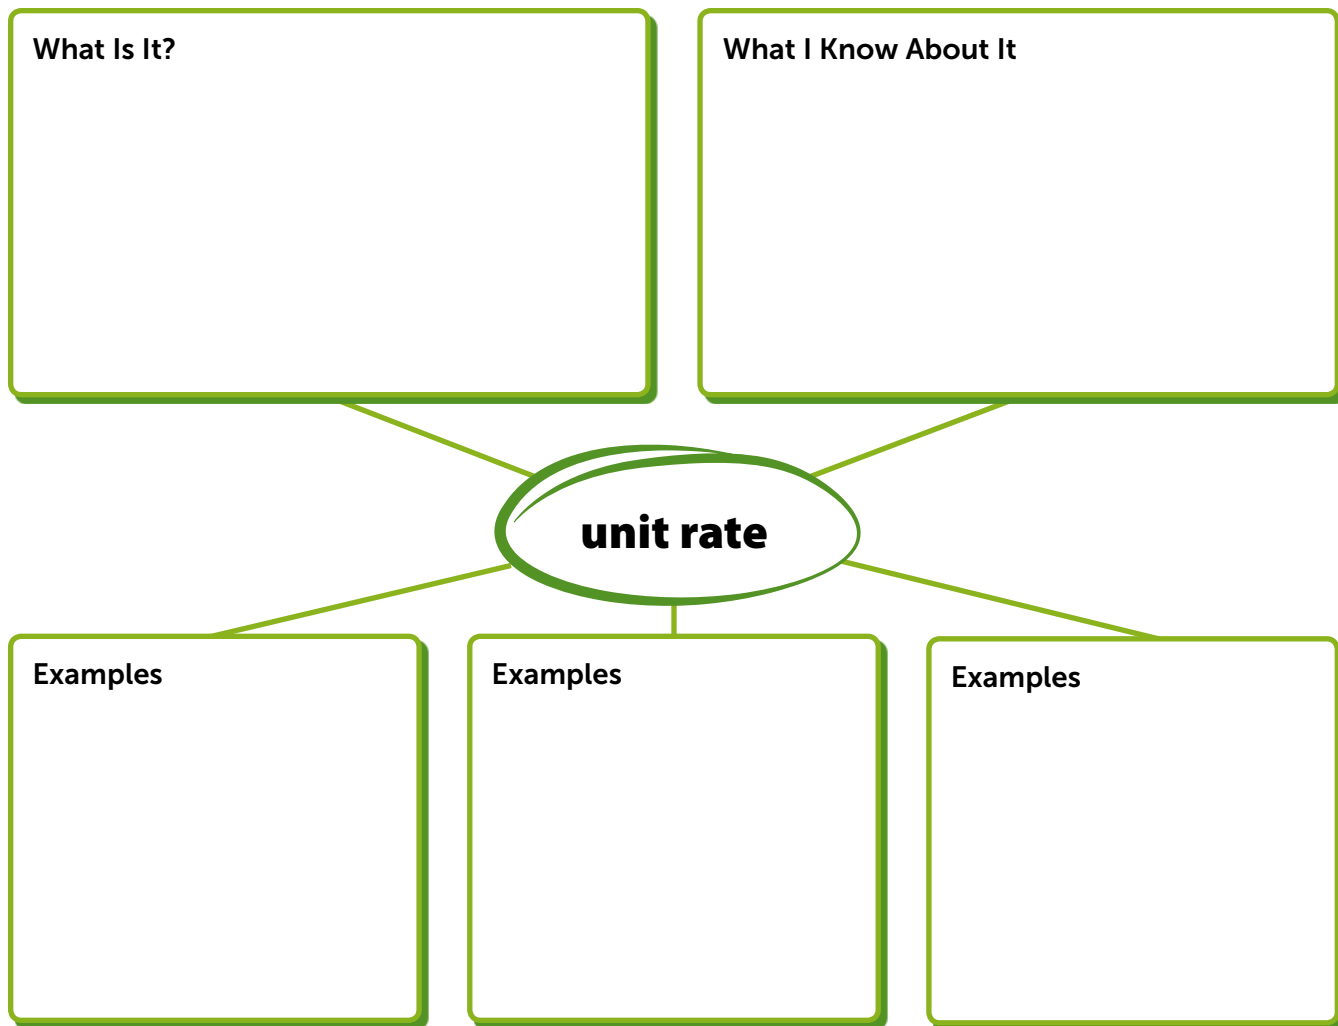 What Is It?
What I Know About It
unit rate
Examples
Examples
Examples